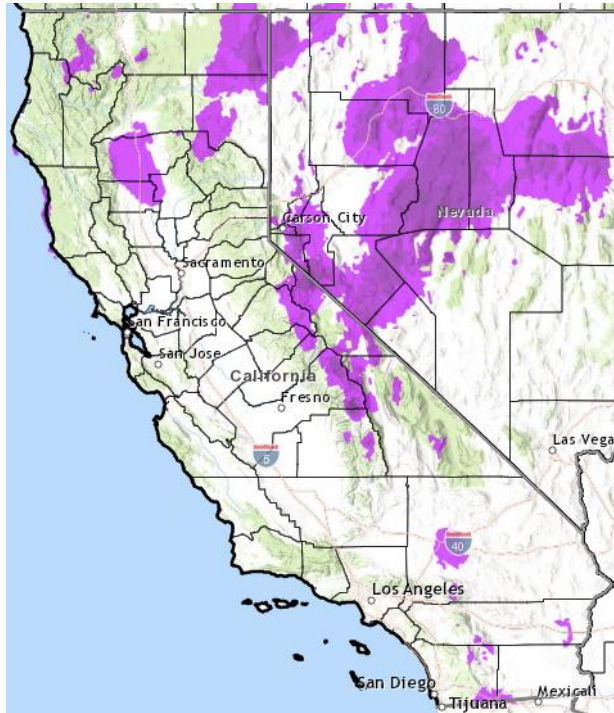 80
Nevada
Carson City
Sacramento
San Francisco
San Jose
California
Fresno
5
Las Vega
40
Los Angeles
San Diego
Tijuana
Mexicali